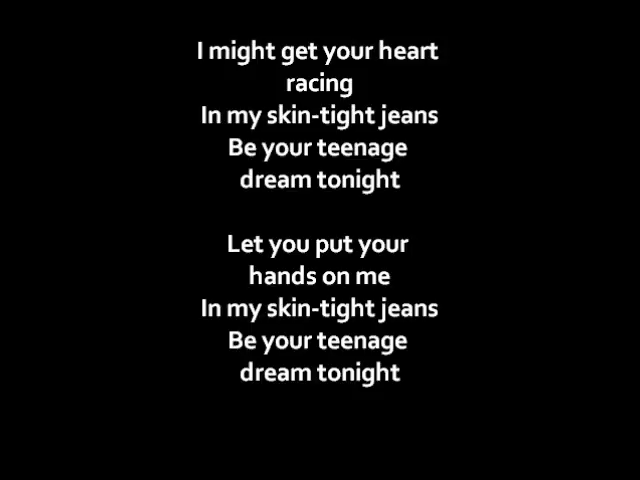 I might get your heart
racing
In my skin-tight jeans
Be your teenage
dream tonight
Let you put your
hands on me
In my skin-tight jeans
Be your teenage
dream tonight